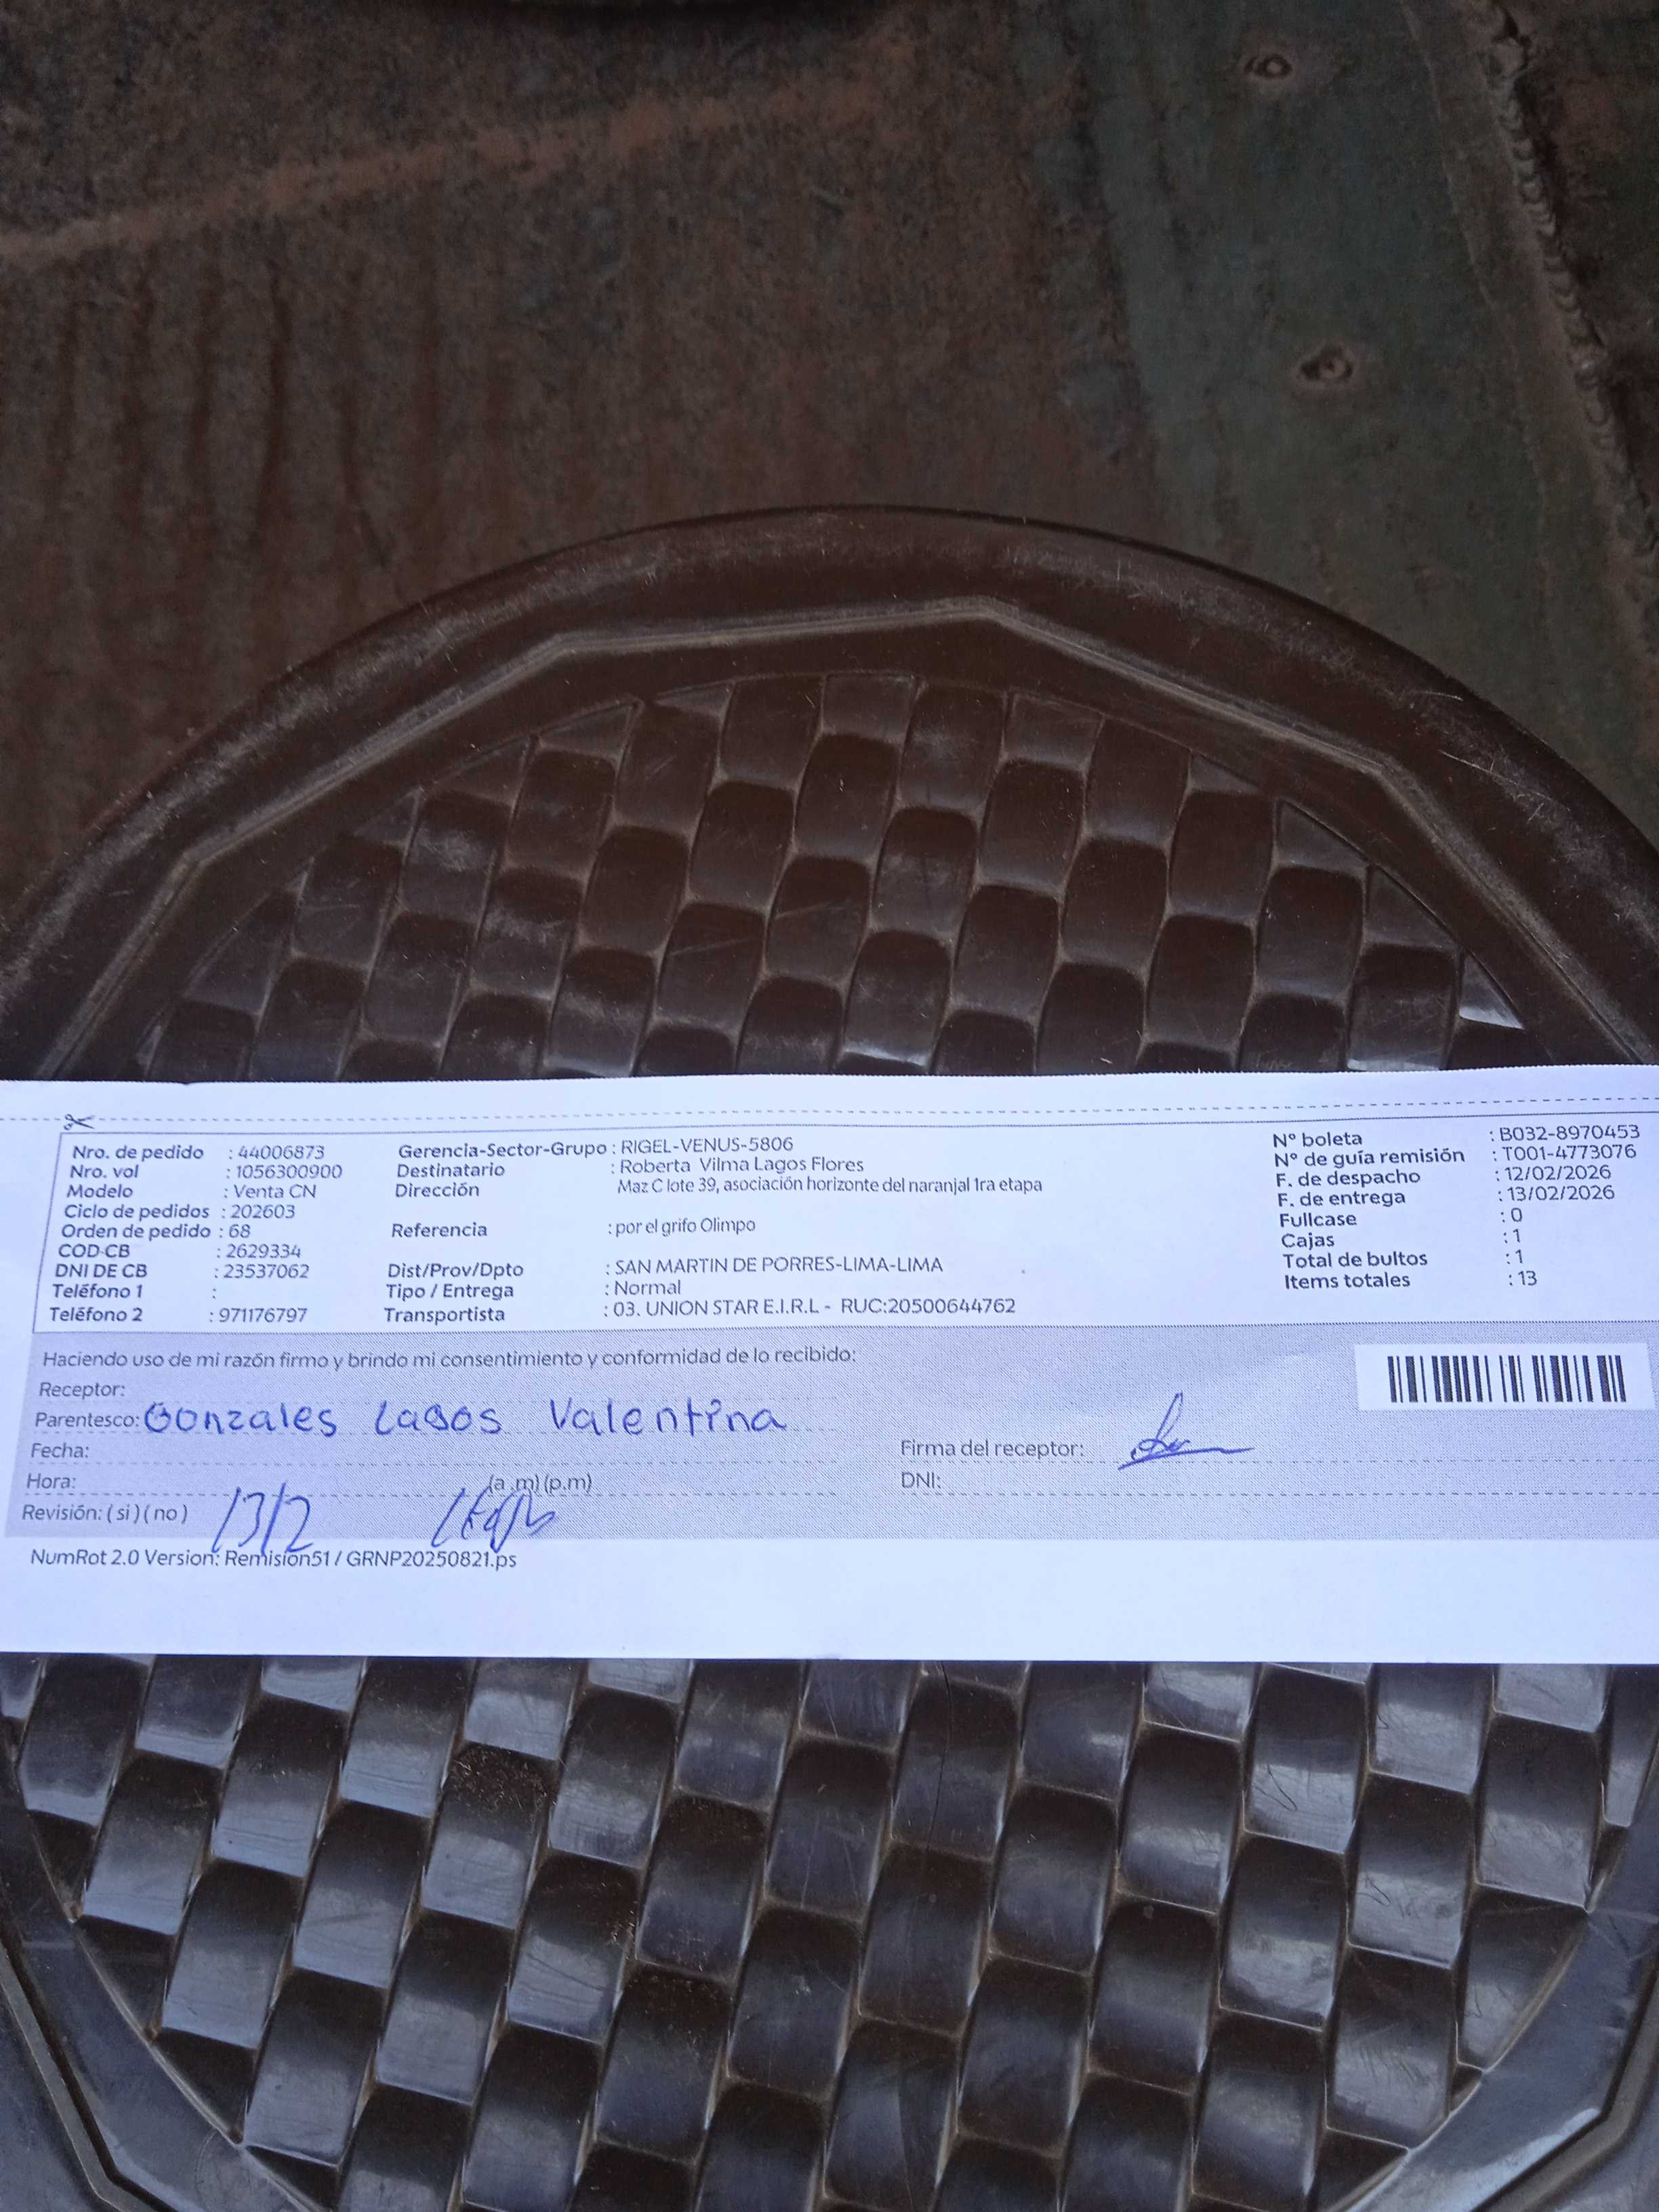 Nro. de pedido : 44006873
Nro. vol : 1056300900
Modelo : Venta CN
Ciclo de pedidos : 202603
Orden de pedido : 68
COD-CB : 2629334
DNI DE CB : 23537062
Teléfono 1 :
Teléfono 2 : 971176797
Gerencia-Sector-Grupo : RIGEL-VENUS-5806
Destinatario : Roberta Vilma Lagos Flores
Dirección Maz C lote 39, asociación horizonte del naranjal 1ra etapa
Referencia : por el grifo Olimpo
Dist/Prov/Dpto : SAN MARTIN DE PORRES-LIMA-LIMA
Tipo / Entrega : Normal
Transportista : 03. UNION STAR E.I.R.L - RUC:20500644762
N° boleta : B032-8970453
N° de guía remisión : T001-4773076
F. de despacho : 12/02/2026
F. de entrega : 13/02/2026
Fullcase : 0
Cajas : 1
Total de bultos : 1
Items totales : 13
Haciendo uso de mi razón firmo y brindo mi consentimiento y conformidad de lo recibido:
Receptor:
Parentesco: Gonzales Lagos Valentina
Fecha:
Firma del receptor:
Hora: (a .m) (p.m)
DNI:
Revisión: ( si ) ( no ) 13/2
NumRot 2.0 Version: Remision51 / GRNP20250821.ps